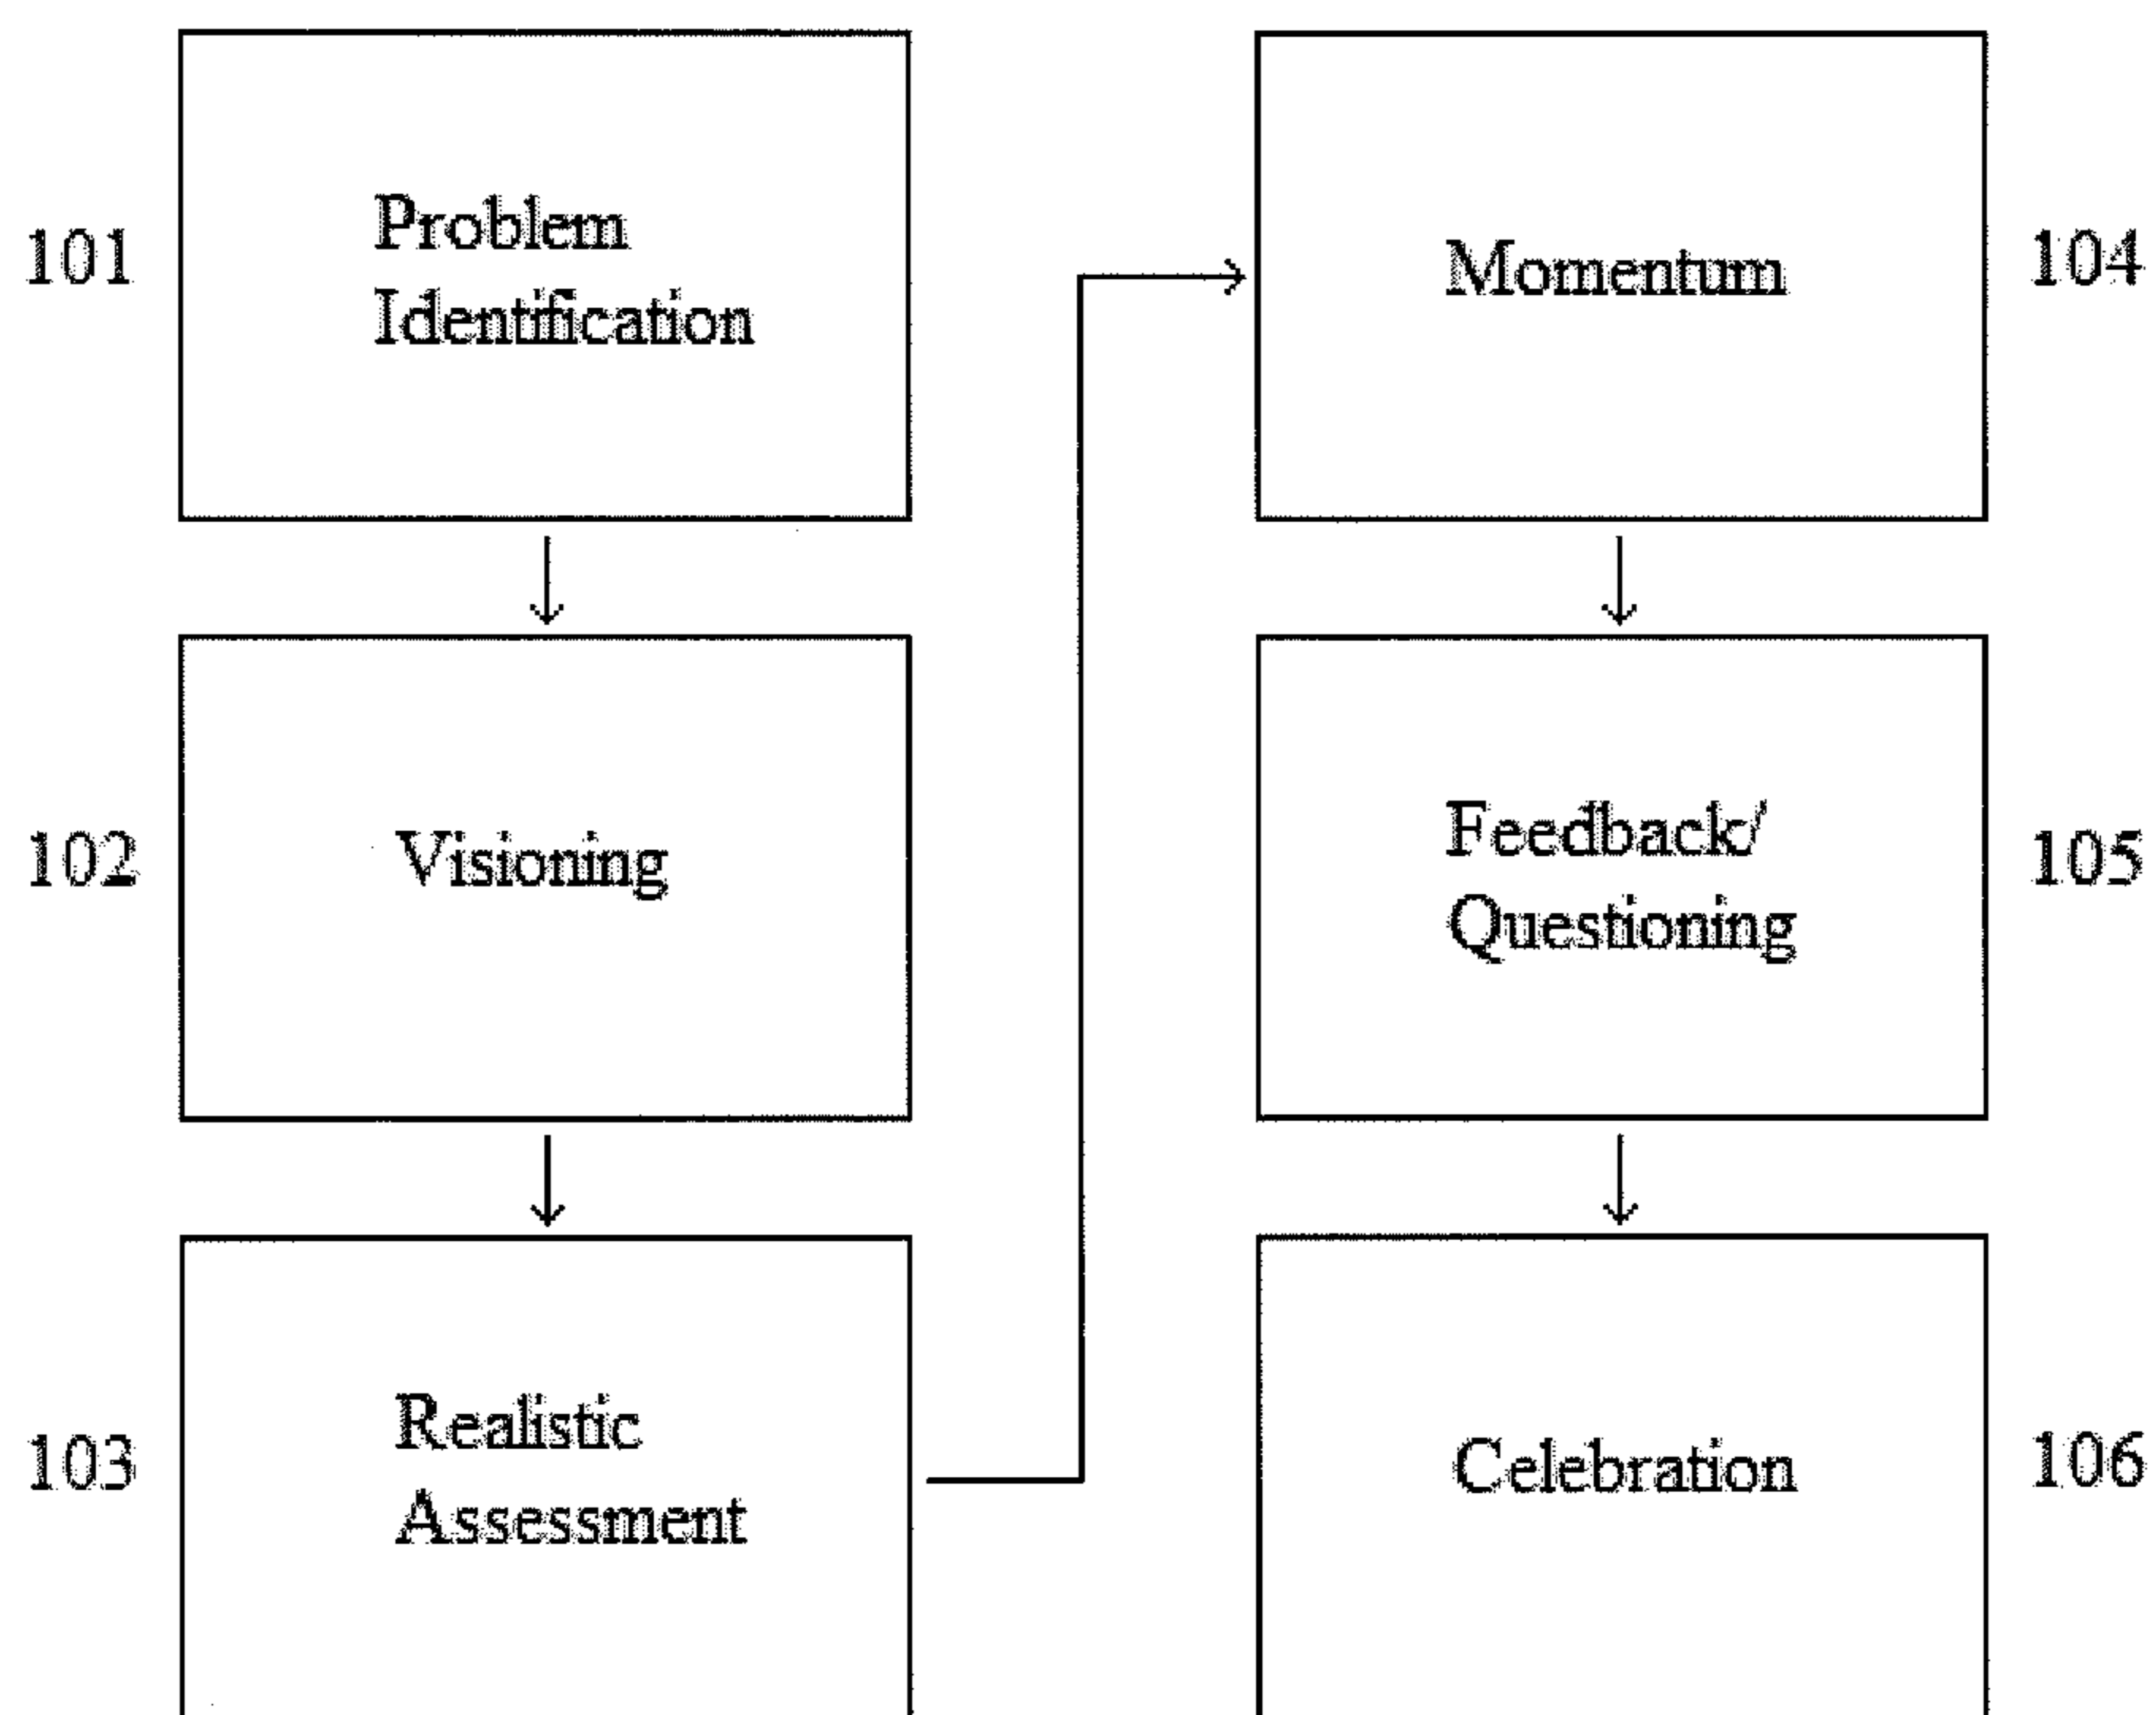 101
Problem
Identification
102
Visioning
103
Realistic
Assessment
Momentum
104
Feedback/
Questioning
105
Celebration
106